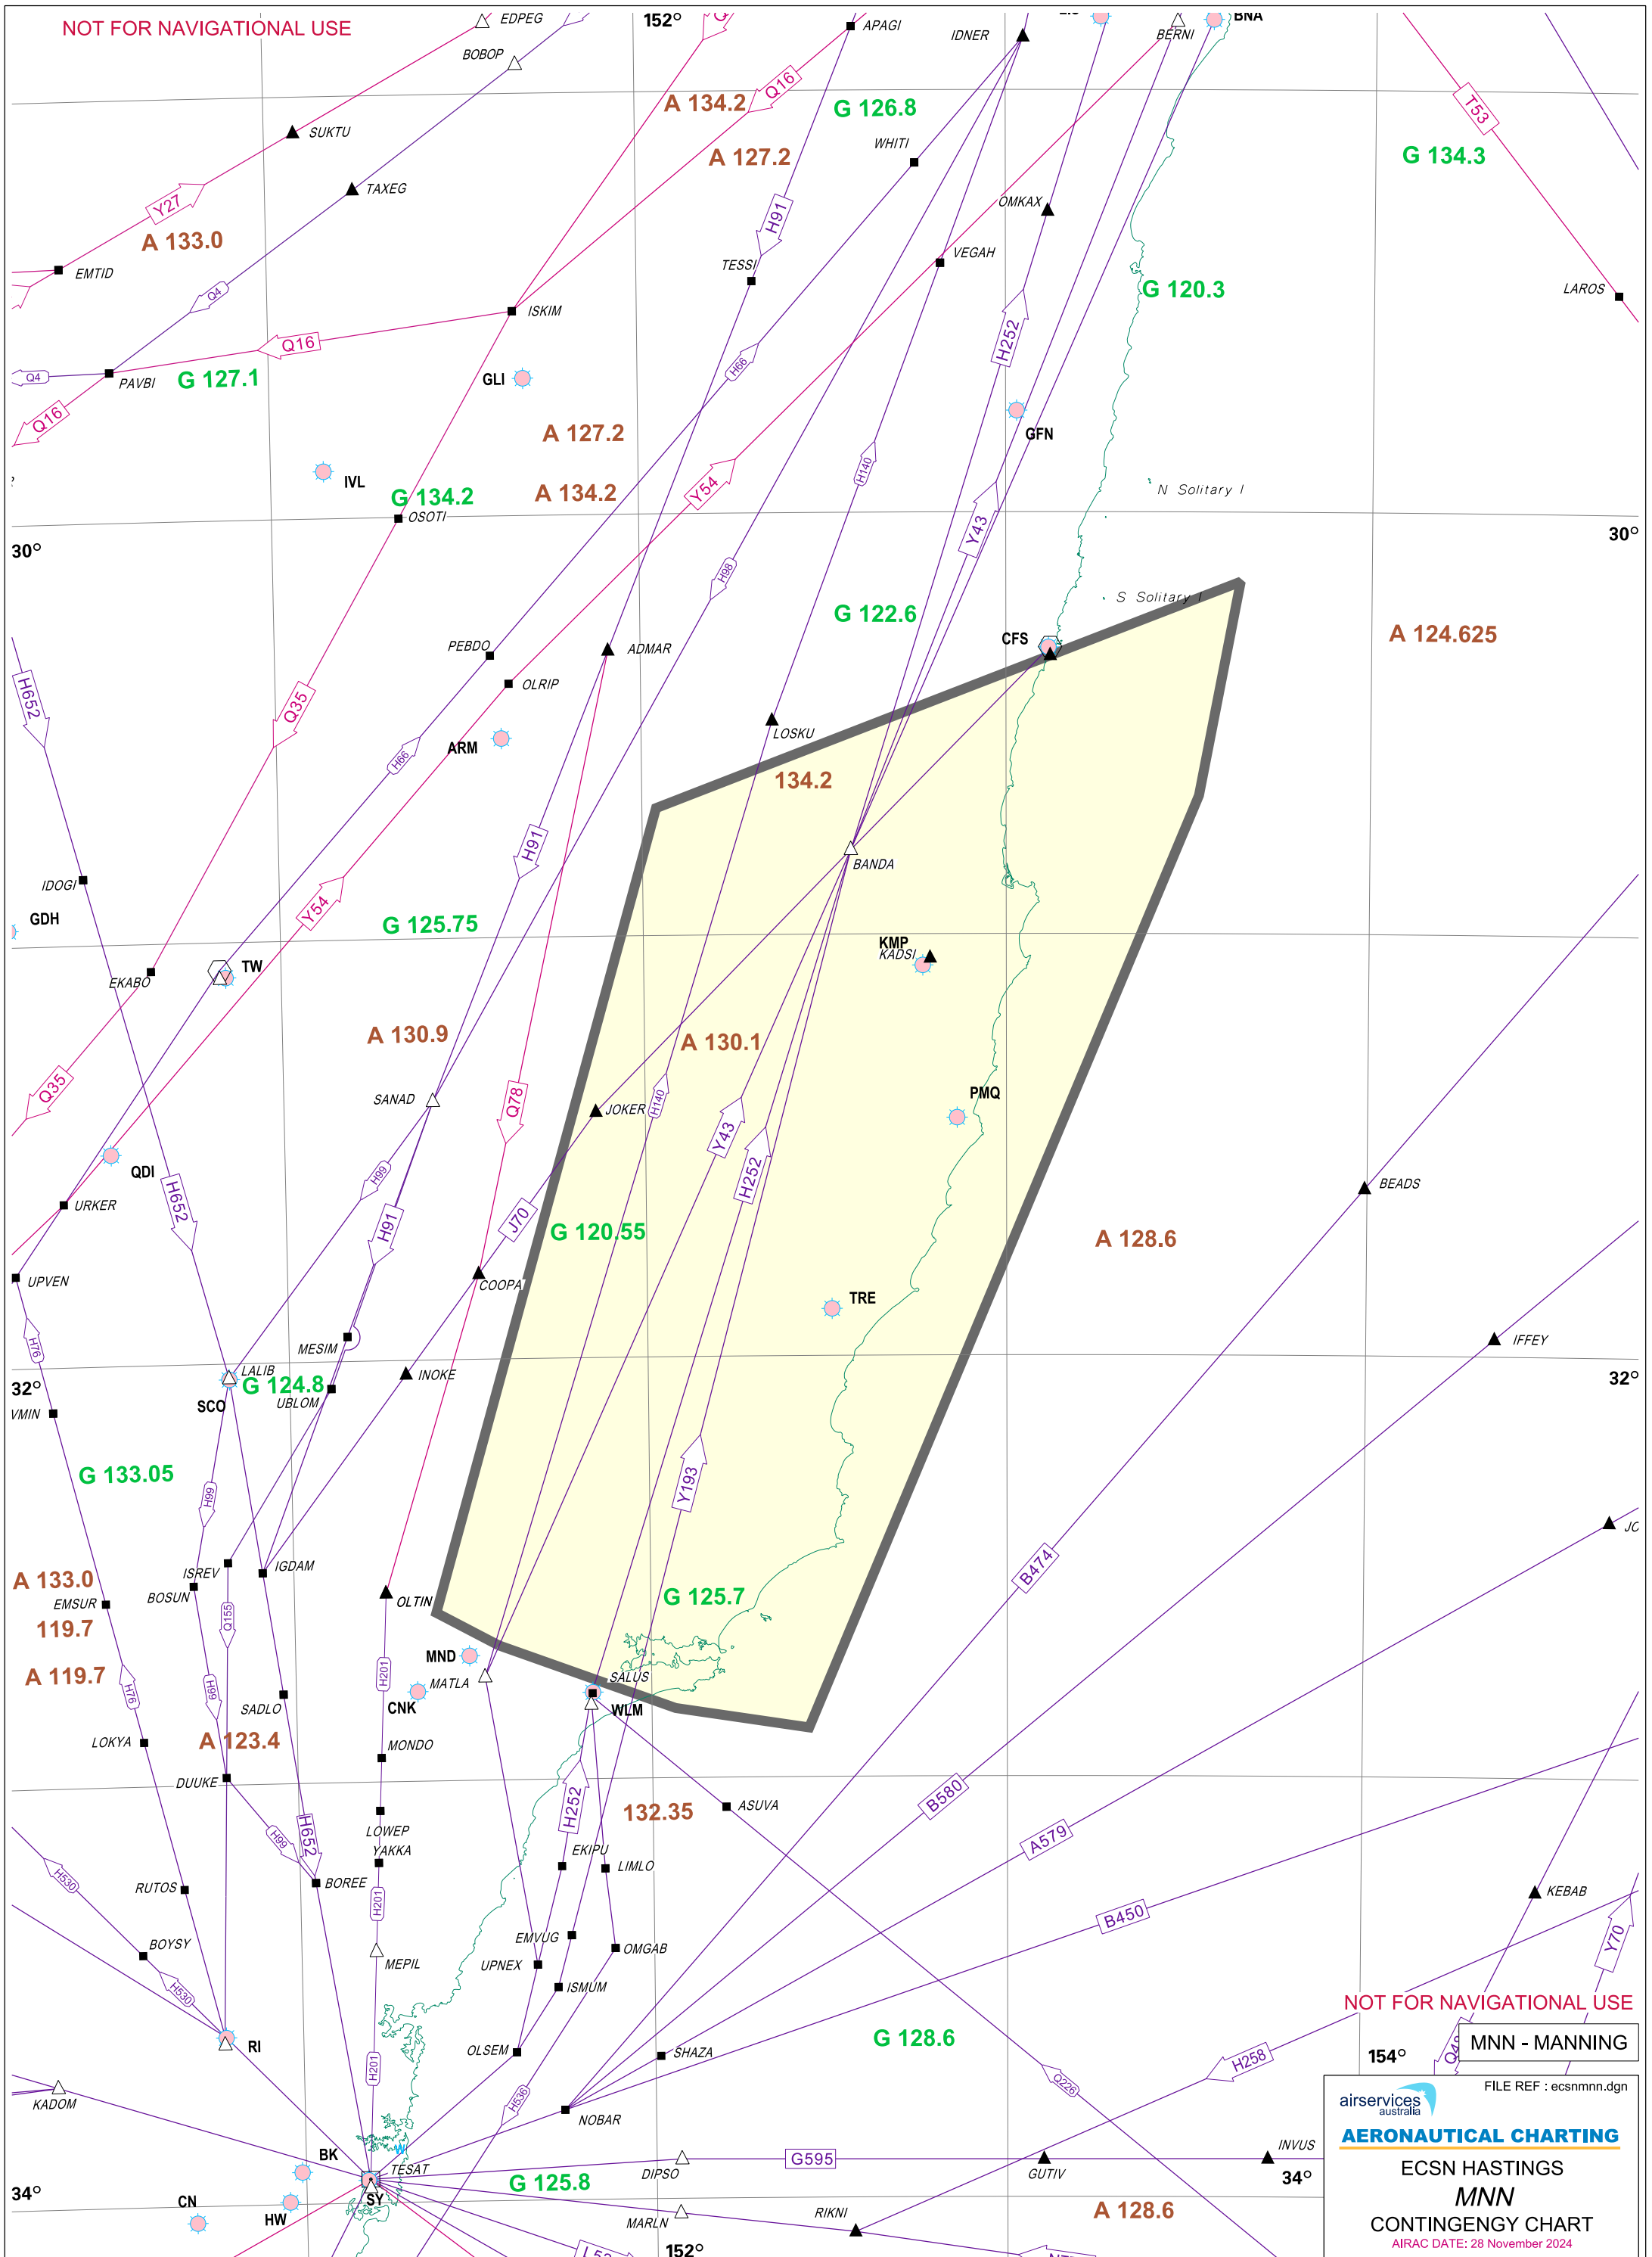 NOT FOR NAVIGATIONAL USE
EDPEG
152°
APAGI
IDNER
BERNI
BNA
BOBOP
A 134.2
Q16
G 126.8
T53
SUKTU
A 127.2
WHITI
G 134.3
Y27
TAXEG
H91
OMKAX
A 133.0
EMTID
TESSI
VEGAH
Q4
G 120.3
LAROS
ISKIM
Q16
H252
Q4
PAVBI
G 127.1
GLI
H66
Q16
A 127.2
GFN
IVL
H140
G 134.2
A 134.2
Y54
N Solitary I
OSOTI
Y43
30°
30°
H98
S Solitary I
G 122.6
CFS
A 124.625
PEBDO
ADMAR
H652
OLRIP
Q35
LOSKU
ARM
H66
134.2
H91
BANDA
IDOGI
GDH
Y54
G 125.75
KMP
KADSI
TW
EKABO
A 130.9
A 130.1
Q35
SANAD
Q78
JOKER
H140
PMQ
Y43
QDI
H99
H252
BEADS
URKER
H652
H91
J70
G 120.55
A 128.6
UPVEN
COOPA
TRE
H76
MESIM
IFFEY
LALIB
INOKE
32°
G 124.8
32°
SCO
UBLOM
VMIN
G 133.05
Y193
H99
JO
A 133.0
ISREV
IGDAM
B474
BOSUN
EMSUR
OLTIN
G 125.7
119.7
Q155
MND
A 119.7
MATLA
SALUS
H201
H76
H99
SADLO
CNK
WLM
LOKYA
A 123.4
MONDO
DUUKE
B580
H252
132.35
ASUVA
LOWEP
H99
H652
YAKKA
EKIPU
A579
LIMLO
H530
RUTOS
BOREE
KEBAB
H201
B450
EMVUG
OMGAB
BOYSY
MEPIL
UPNEX
Y70
H530
ISMUM
NOT FOR NAVIGATIONAL USE
RI
OLSEM
SHAZA
G 128.6
MNN - MANNING
H258
154°
H201
Q226
KADOM
H536
NOBAR
FILE REF : ecsnmnn.dgn
airservices
australia
AERONAUTICAL CHARTING
BK
TESAT
DIPSO
G595
GUTIV
INVUS
ECSN HASTINGS
34°
SY
G 125.8
34°
MNN
CN
HW
MARLN
RIKNI
A 128.6
CONTINGENGY CHART
152°
AIRAC DATE: 28 November 2024